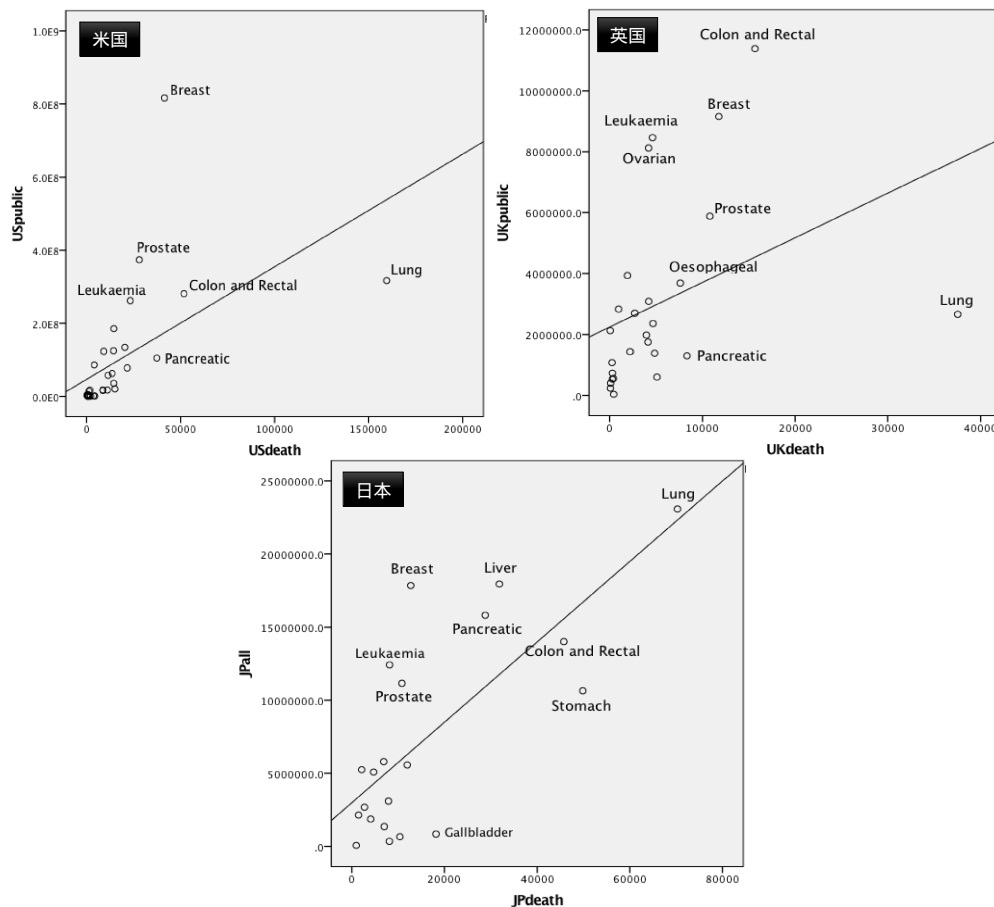 米国
1.0E9
8.0E8
6.0E8
4.0E8
2.0E8
0.0E0
USpublic
Breast
Prostate
Leukaemia
Colon and Rectal
Lung
Pancreatic
0
50000
100000
150000
200000
USdeath
英国
12000000.0
10000000.0
8000000.0
6000000.0
4000000.0
2000000.0
.0
UKpublic
Colon and Rectal
Breast
Leukaemia
Ovarian
Prostate
Oesophageal
Lung
Pancreatic
0
10000
20000
30000
40000
UKdeath
日本
25000000.0
20000000.0
15000000.0
10000000.0
5000000.0
.0
JPall
Lung
Breast
Liver
Pancreatic
Leukaemia
Colon and Rectal
Prostate
Stomach
Gallbladder
0
20000
40000
60000
80000
JPdeath